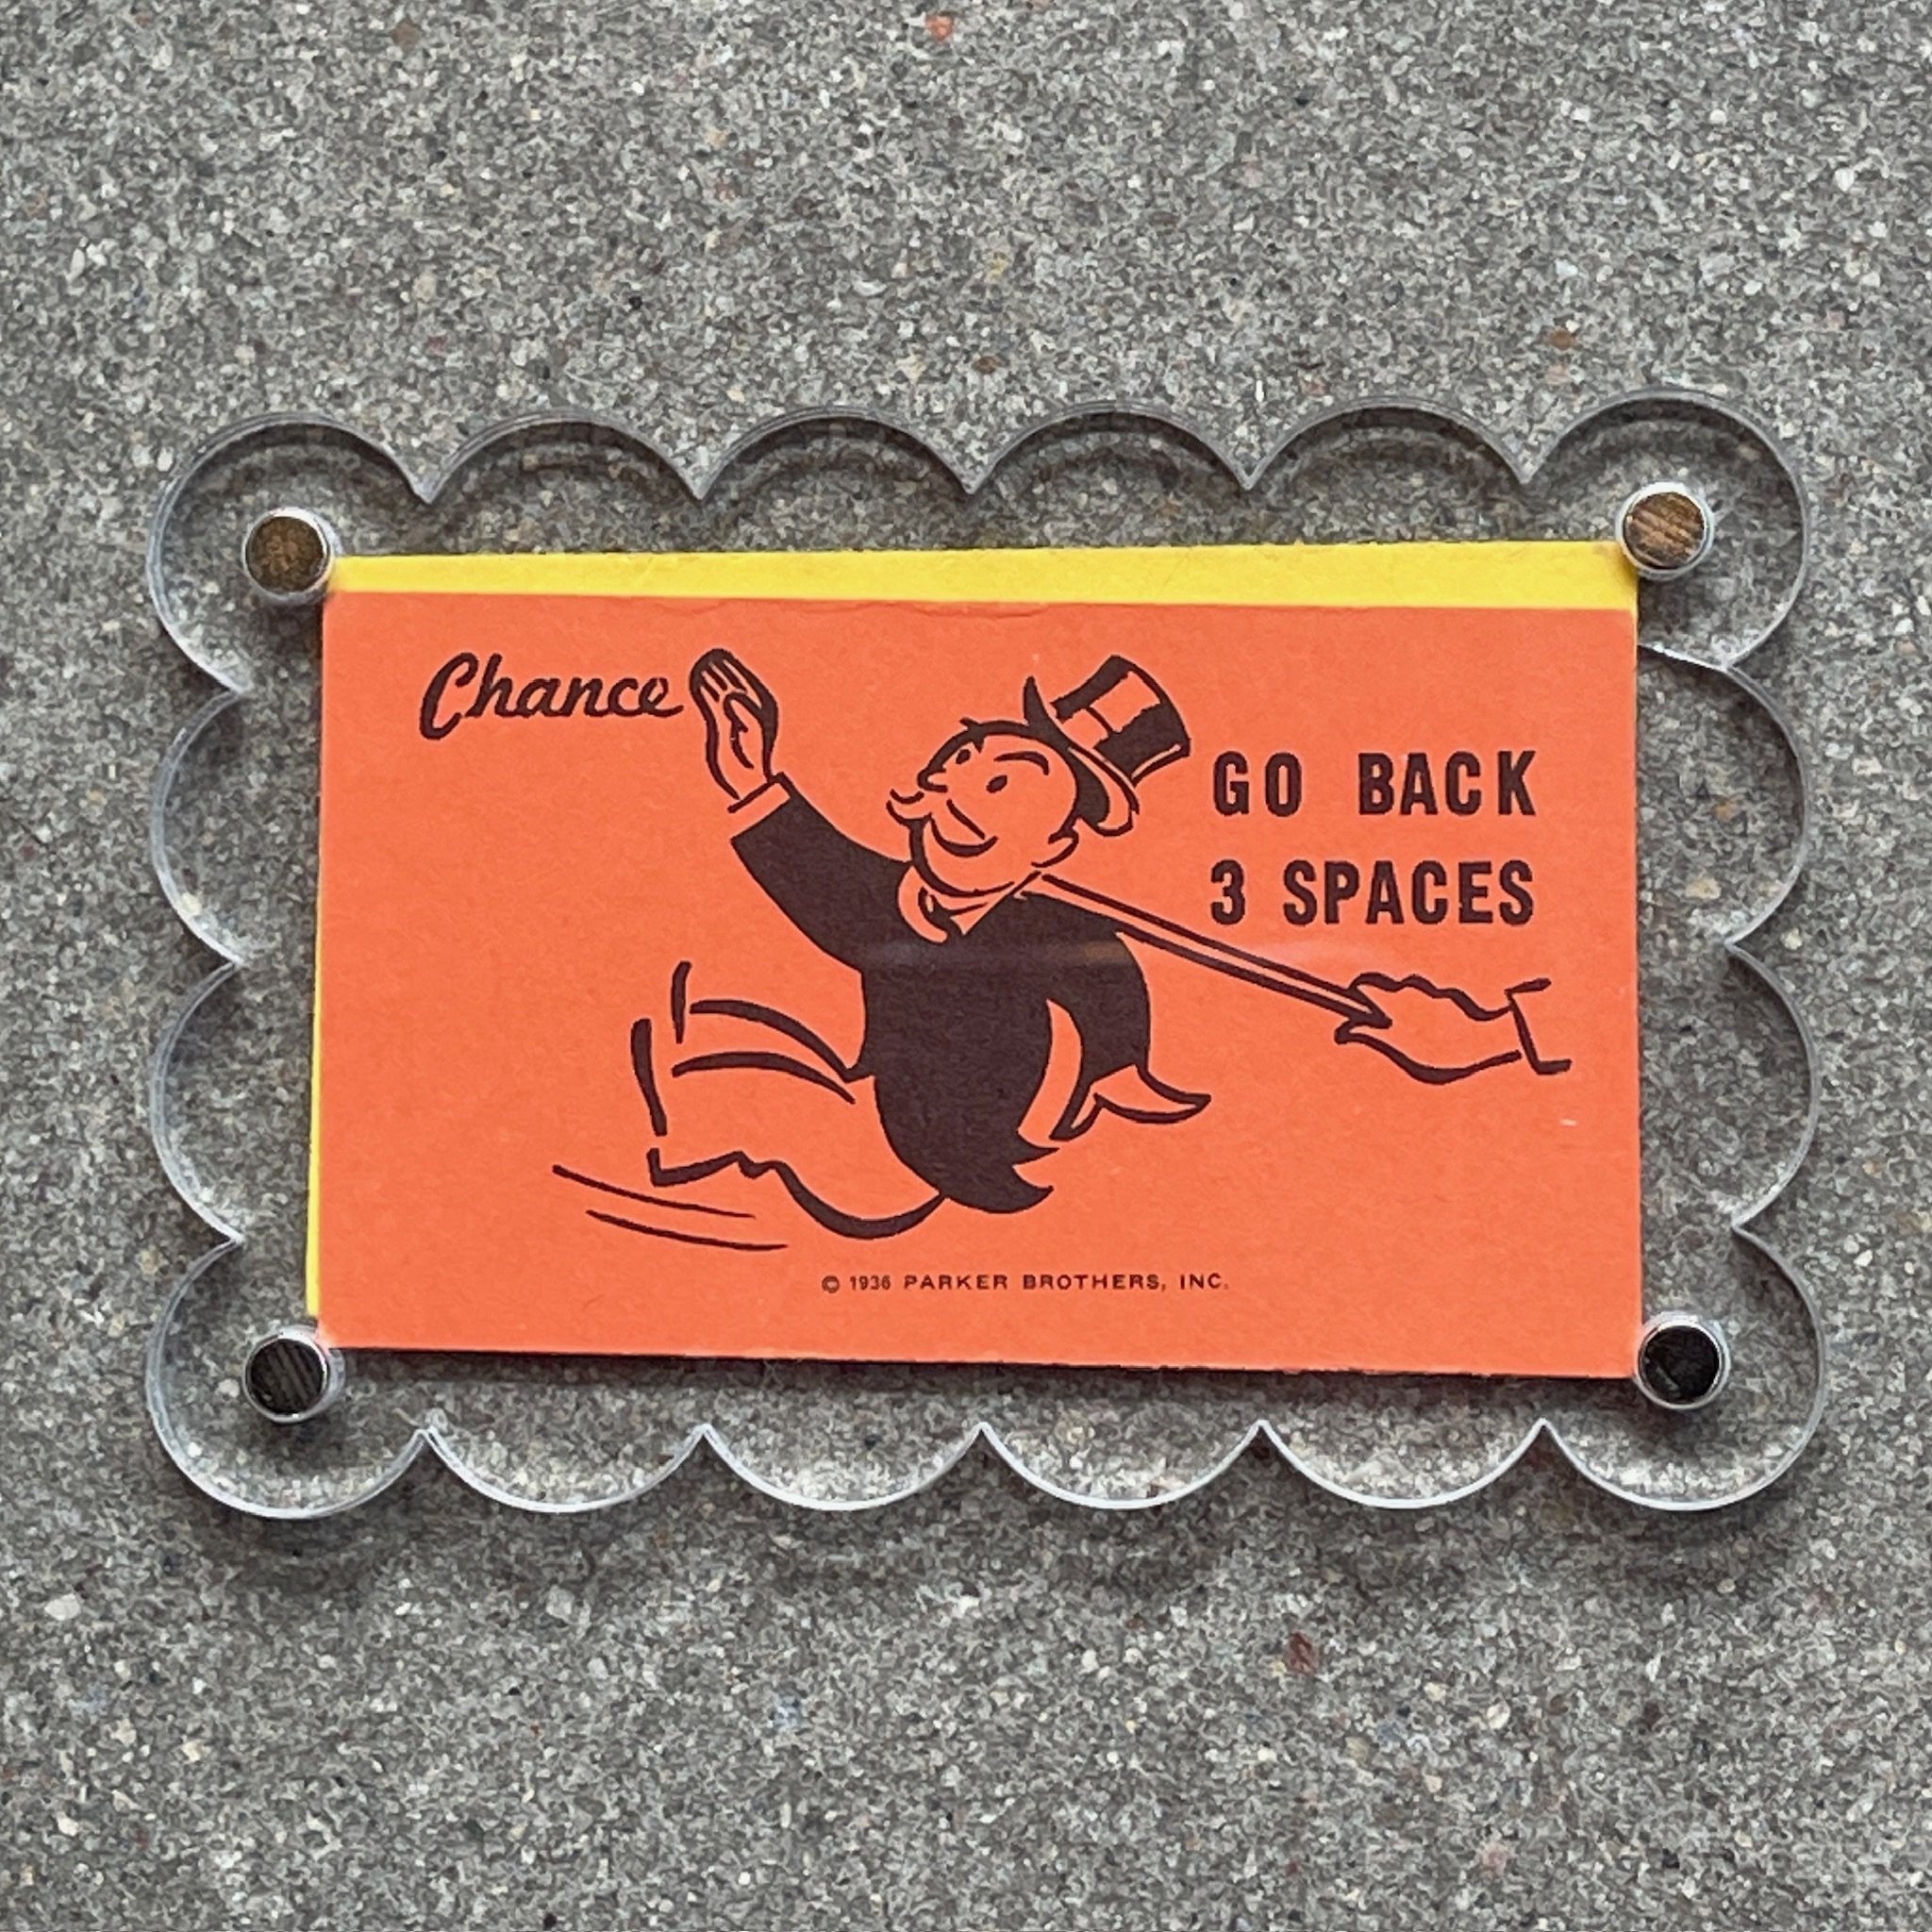 Chance
GO BACK
3 SPACES
© 1936 PARKER BROTHERS, INC.